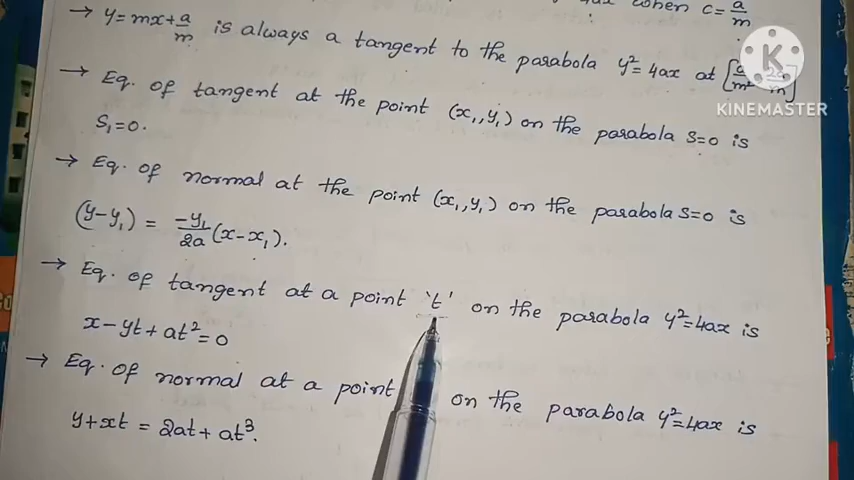 when c = a/m
→ y = mx + a/m is always a tangent to the parabola y² = 4ax at
KINEMASTER
→ Eq. of tangent at the point (x₁, y₁) on the parabola S=0 is
S₁=0.
→ Eq. of normal at the point (x₁, y₁) on the parabola S=0 is
(y-y₁) = -y₁/2a (x-x₁).
→ Eq. of tangent at a point 't' on the parabola y²=4ax is
x-yt+at²=0
→ Eq. of normal at a point on the parabola y²=4ax is
y+xt = 2at+at³.